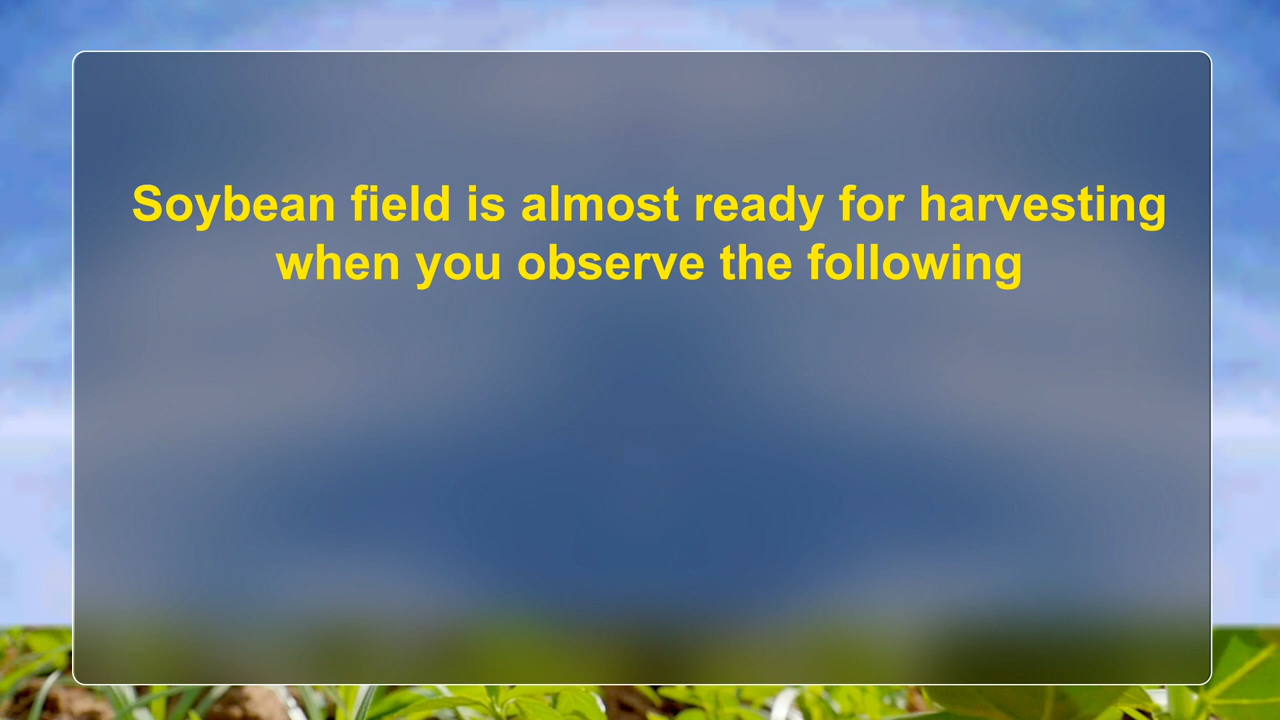 Soybean field is almost ready for harvesting
when you observe the following